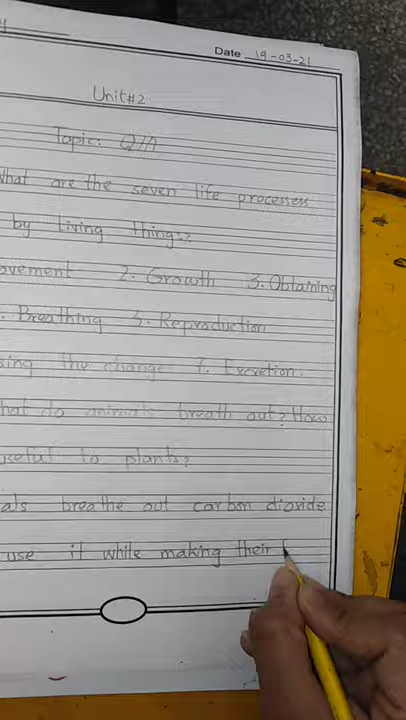 Date 19-03-21
Unit#2
Topic: Q/A
What are the seven life processess
by Living things?
ovement 2. Growth 3. Obtaining
. Breathing 5. Reproduction
sing the change 7. Excretion.
hat do animals breath out? How
useful to plants?
als breathe out carbon dioxide
use it while making their